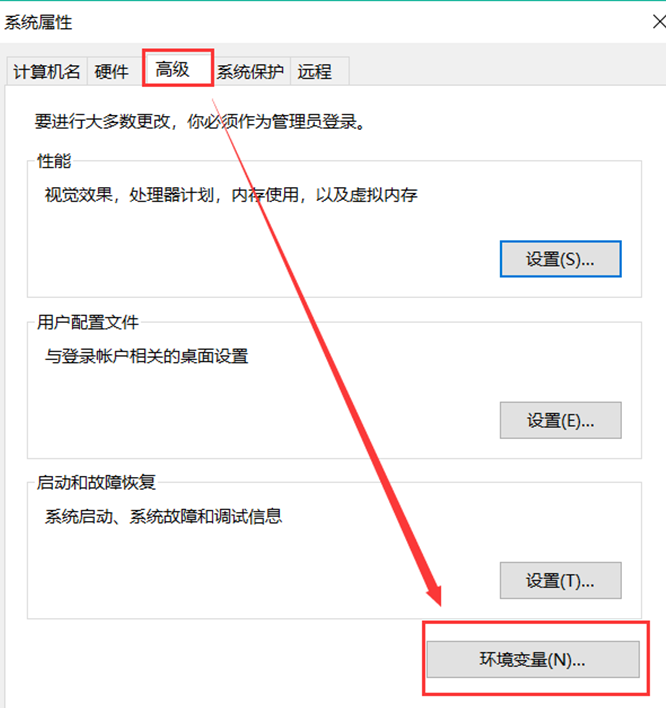 系统属性
计算机名 硬件 高级 系统保护 远程
要进行大多数更改，你必须作为管理员登录。
性能
视觉效果，处理器计划，内存使用，以及虚拟内存
设置(S)...
用户配置文件
与登录帐户相关的桌面设置
设置(E)...
启动和故障恢复
系统启动、系统故障和调试信息
设置(T)...
环境变量(N)...